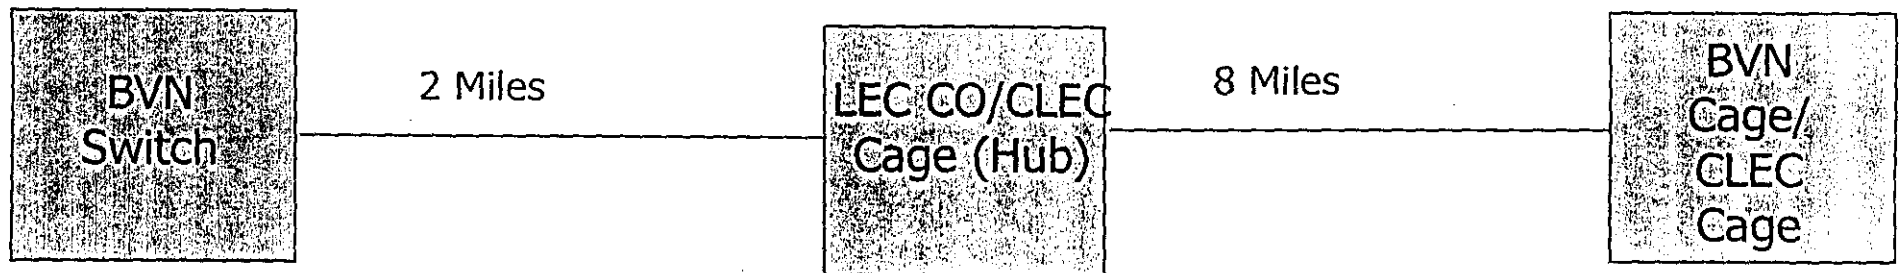 BVN
Switch
2 Miles
LEC CO/CLEC
Cage (Hub)
8 Miles
BVN
Cage/
CLEC
Cage